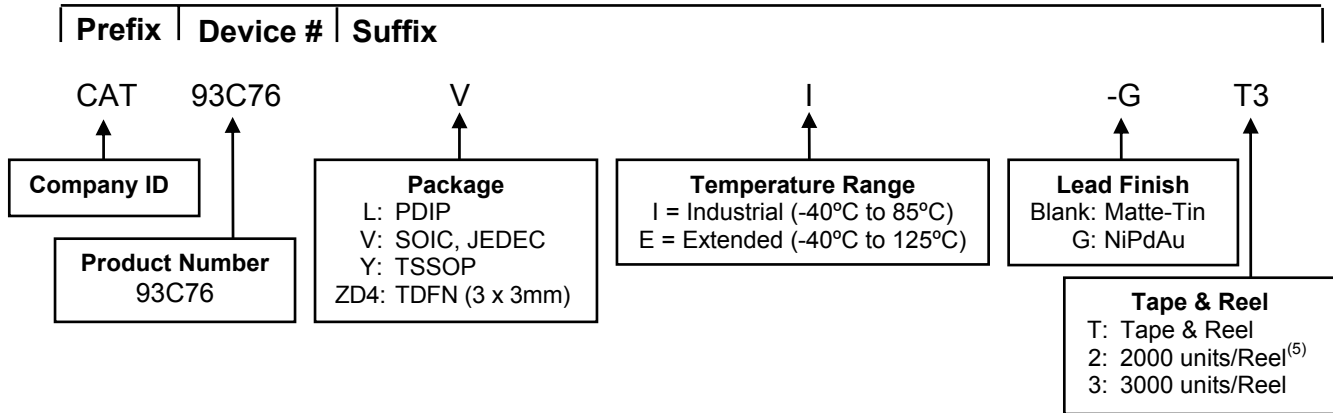 Prefix Device # Suffix
CAT 93C76 V I -G T3
Company ID
Product Number
93C76
Package
L: PDIP
V: SOIC, JEDEC
Y: TSSOP
ZD4: TDFN (3 x 3mm)
Temperature Range
I = Industrial (-40ºC to 85ºC)
E = Extended (-40ºC to 125ºC)
Lead Finish
Blank: Matte-Tin
G: NiPdAu
Tape & Reel
T: Tape & Reel
2: 2000 units/Reel(5)
3: 3000 units/Reel